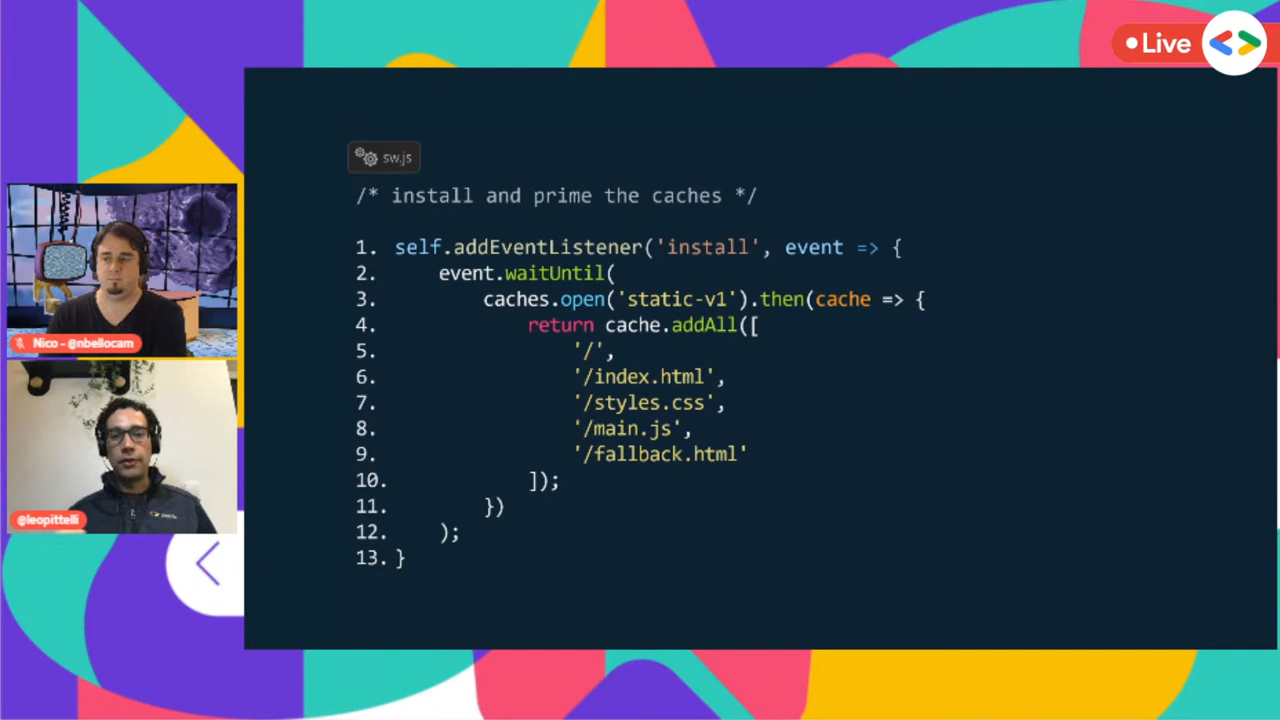 Live
sw.js
/* install and prime the caches */
1. self.addEventListener('install', event => {
2. event.waitUntil(
3. caches.open('static-v1').then(cache => {
4. return cache.addAll([
5. '/',
6. '/index.html',
7. '/styles.css',
8. '/main.js',
9. '/fallback.html'
10. ]);
11. })
12. );
13. }
Nico - @nbellocam
@leopittelli